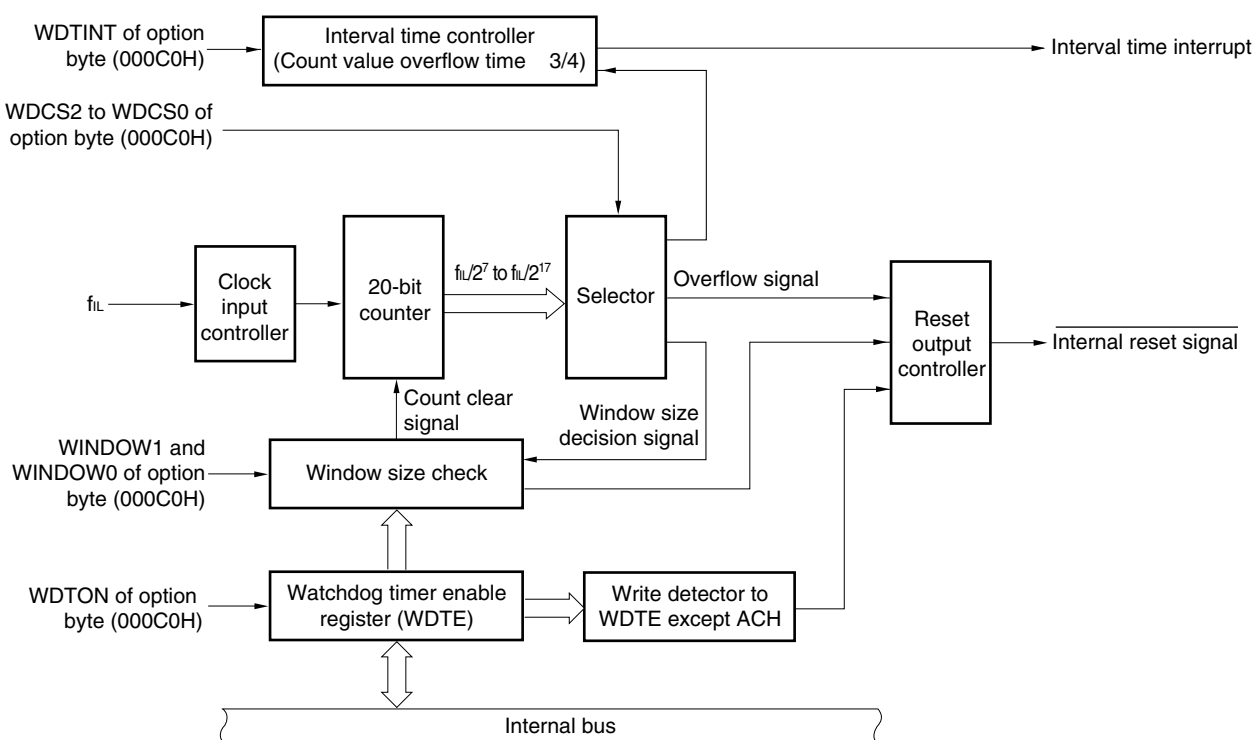 WDTINT of option
byte (000C0H)
Interval time controller
(Count value overflow time 3/4)
Interval time interrupt
WDCS2 to WDCS0 of
option byte (000C0H)
fIL
Clock
input
controller
20-bit
counter
fIL/2⁷ to fIL/2¹⁷
Selector
Overflow signal
Reset
output
controller
Internal reset signal
Count clear
signal
Window size
decision signal
WINDOW1 and
WINDOW0 of option
byte (000C0H)
Window size check
WDTON of option
byte (000C0H)
Watchdog timer enable
register (WDTE)
Write detector to
WDTE except ACH
Internal bus